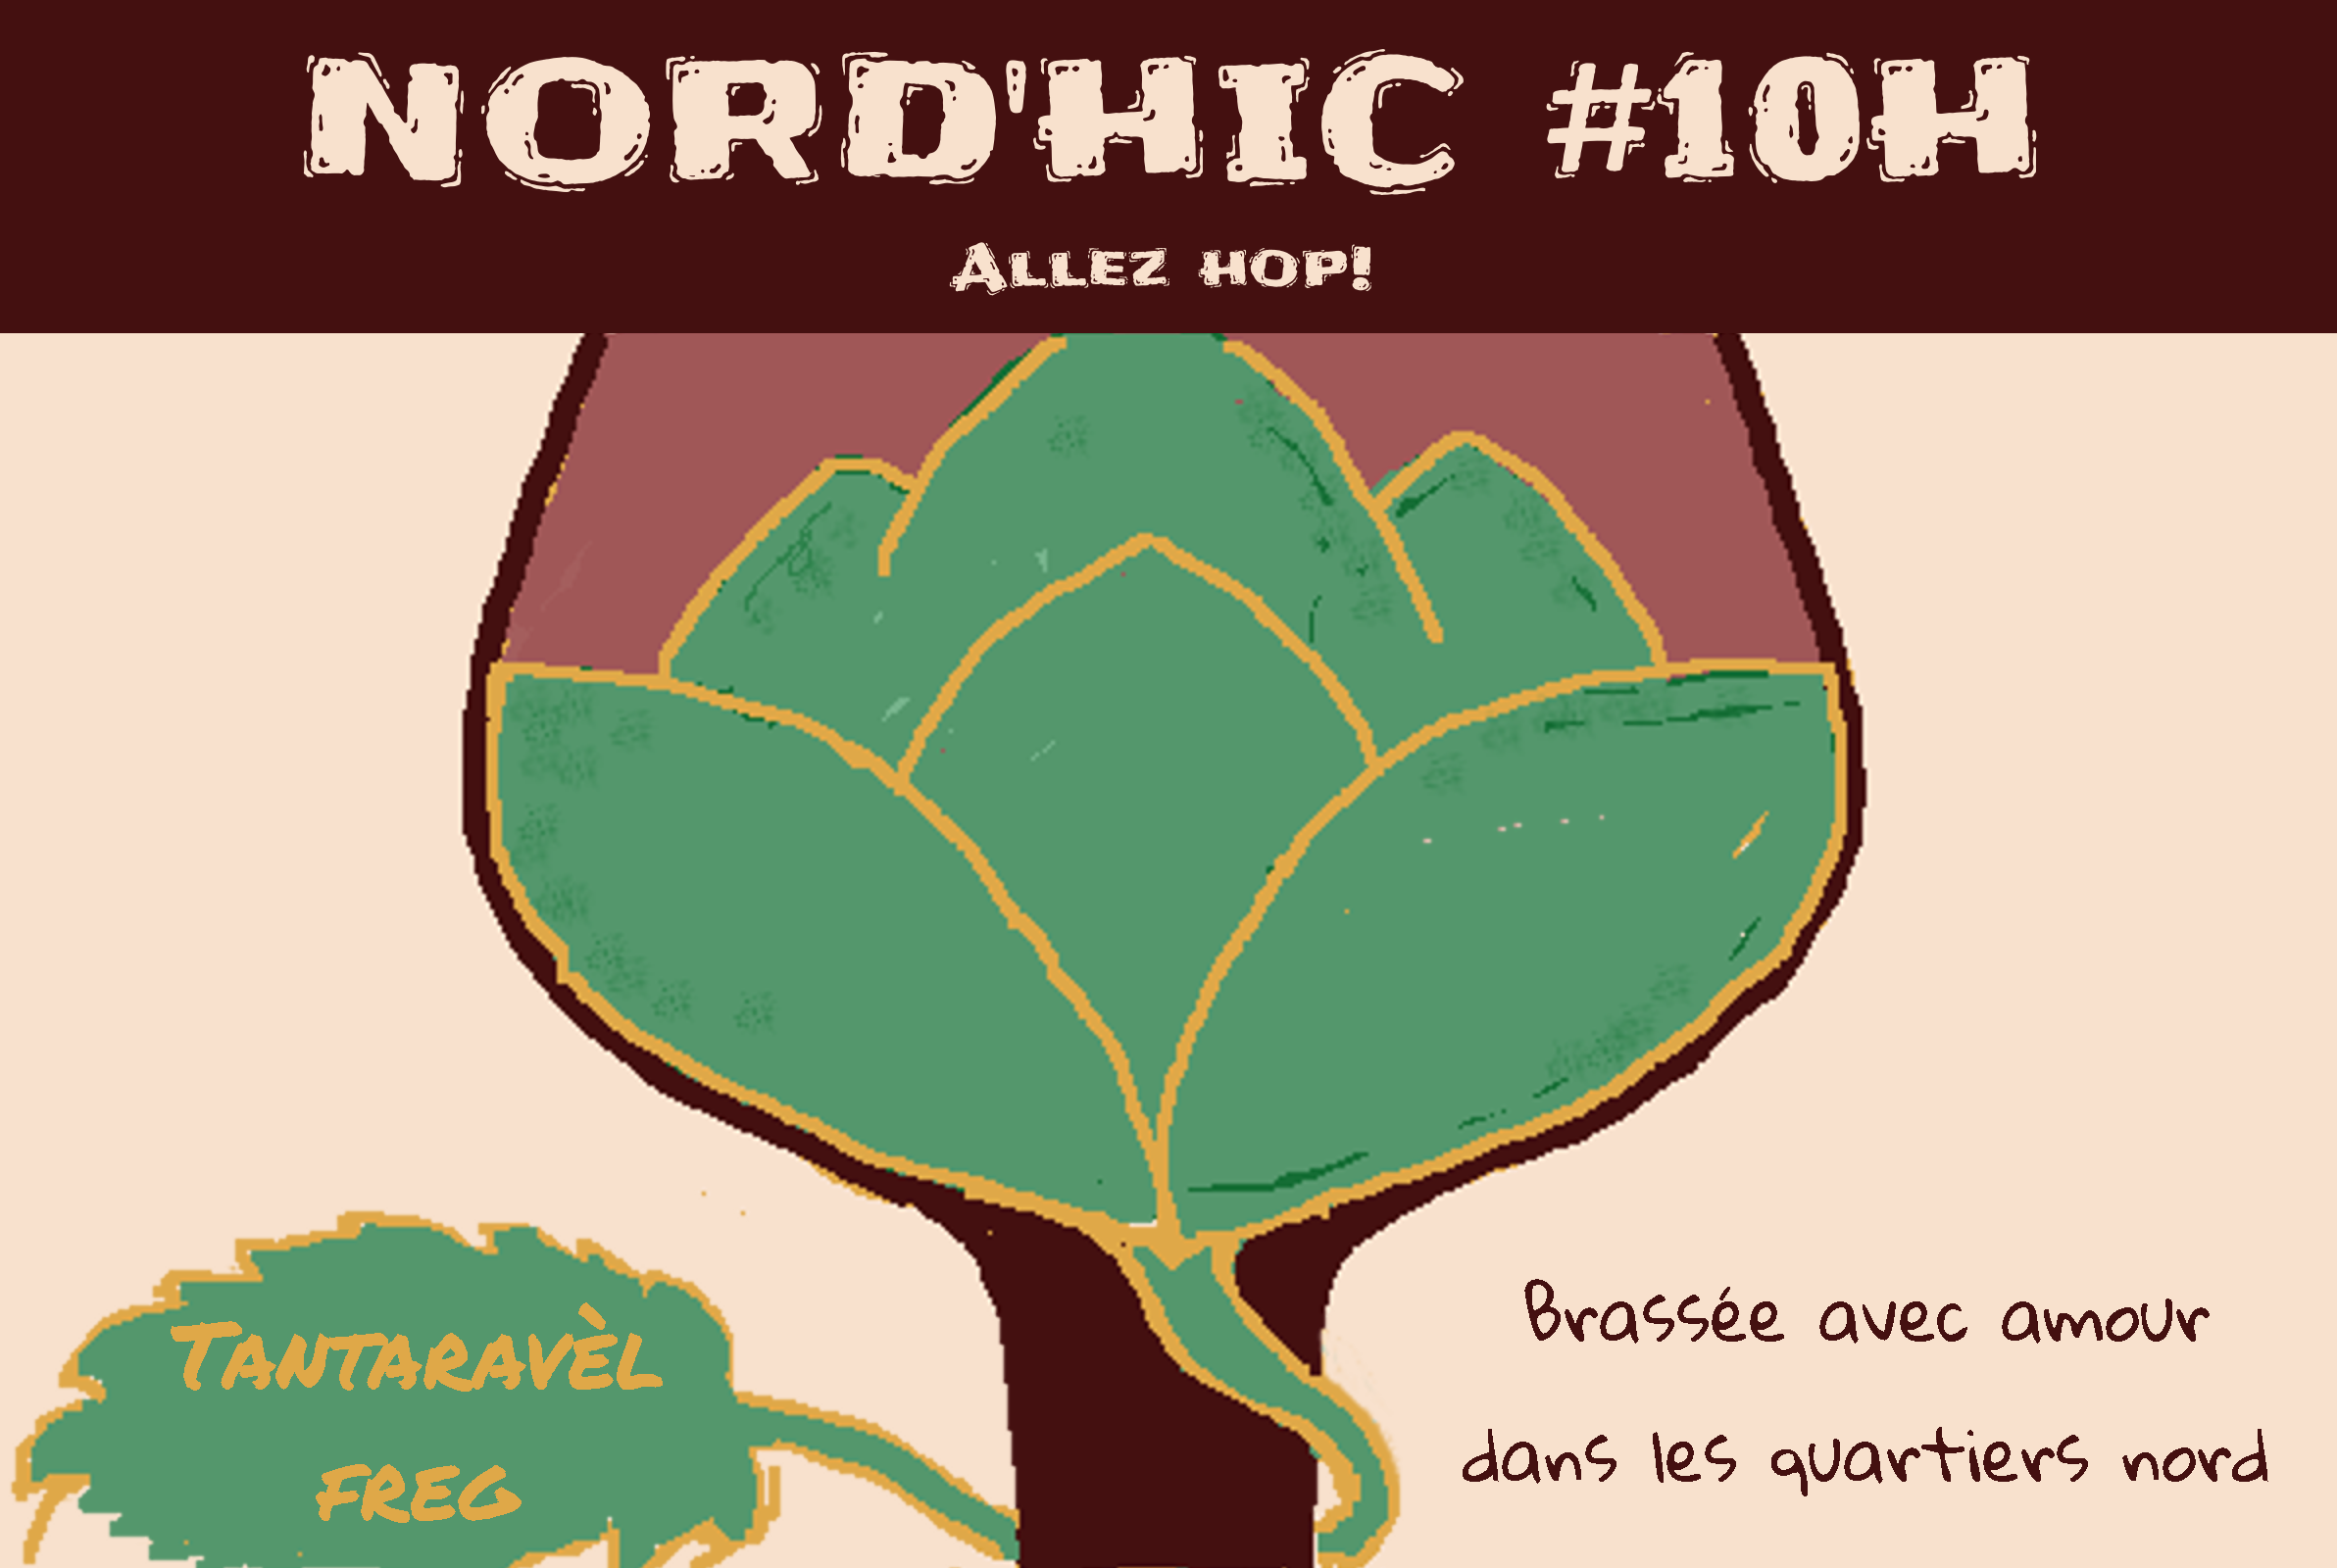 NORD'HIC #10H
ALLEZ HOP!
TANTARAVÈL
FREG
Brassée avec amour
dans les quartiers nord